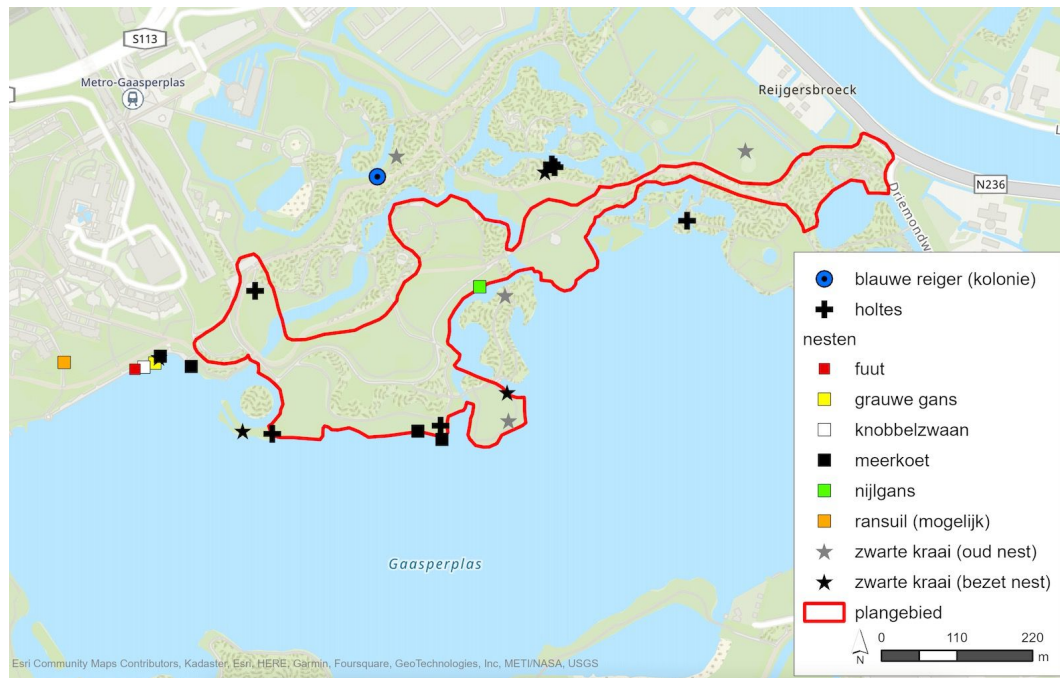 S113
Metro-Gaasperplas
Reijgersbroeck
N236
Driemondw
Gaasperplas
blauwe reiger (kolonie)
holtes
nesten
fuut
grauwe gans
knobbelzwaan
meerkoet
nijlgans
ransuil (mogelijk)
zwarte kraai (oud nest)
zwarte kraai (bezet nest)
plangebied
N
0 110 220
m
Esri Community Maps Contributors, Kadaster, Esri, HERE, Garmin, Foursquare, GeoTechnologies, Inc, METI/NASA, USGS